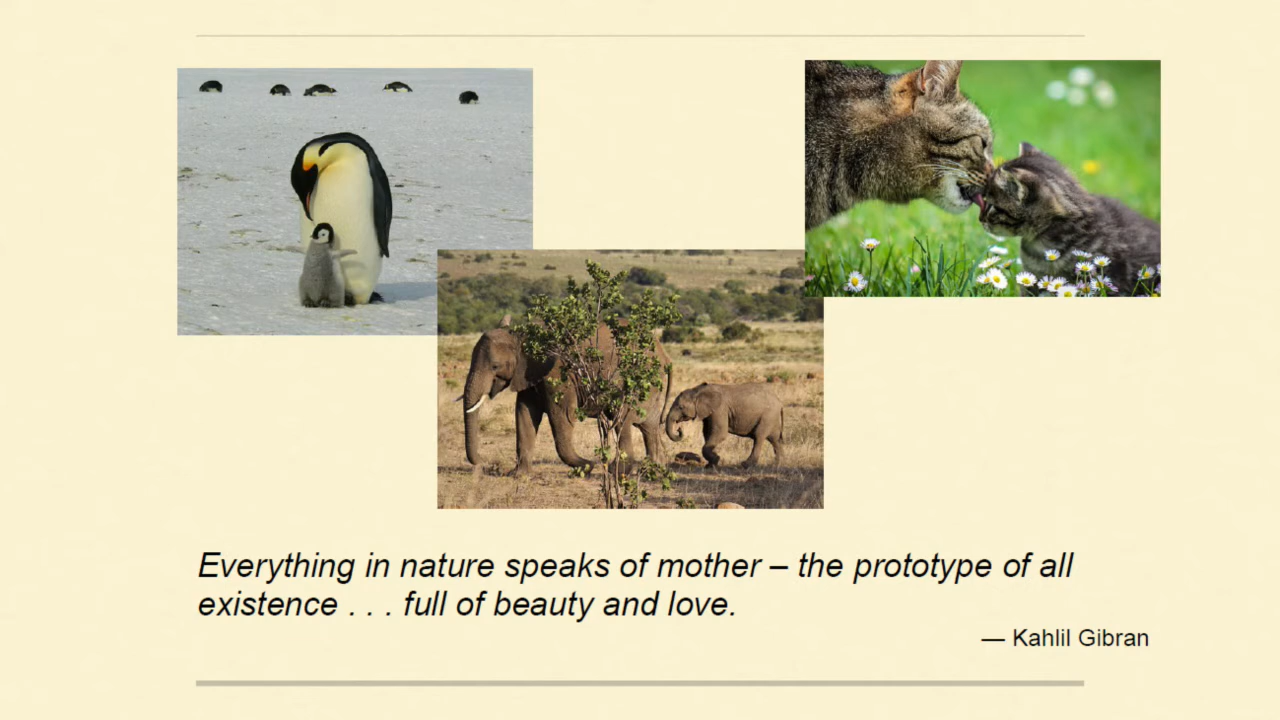 Everything in nature speaks of mother – the prototype of all
existence . . . full of beauty and love.
— Kahlil Gibran